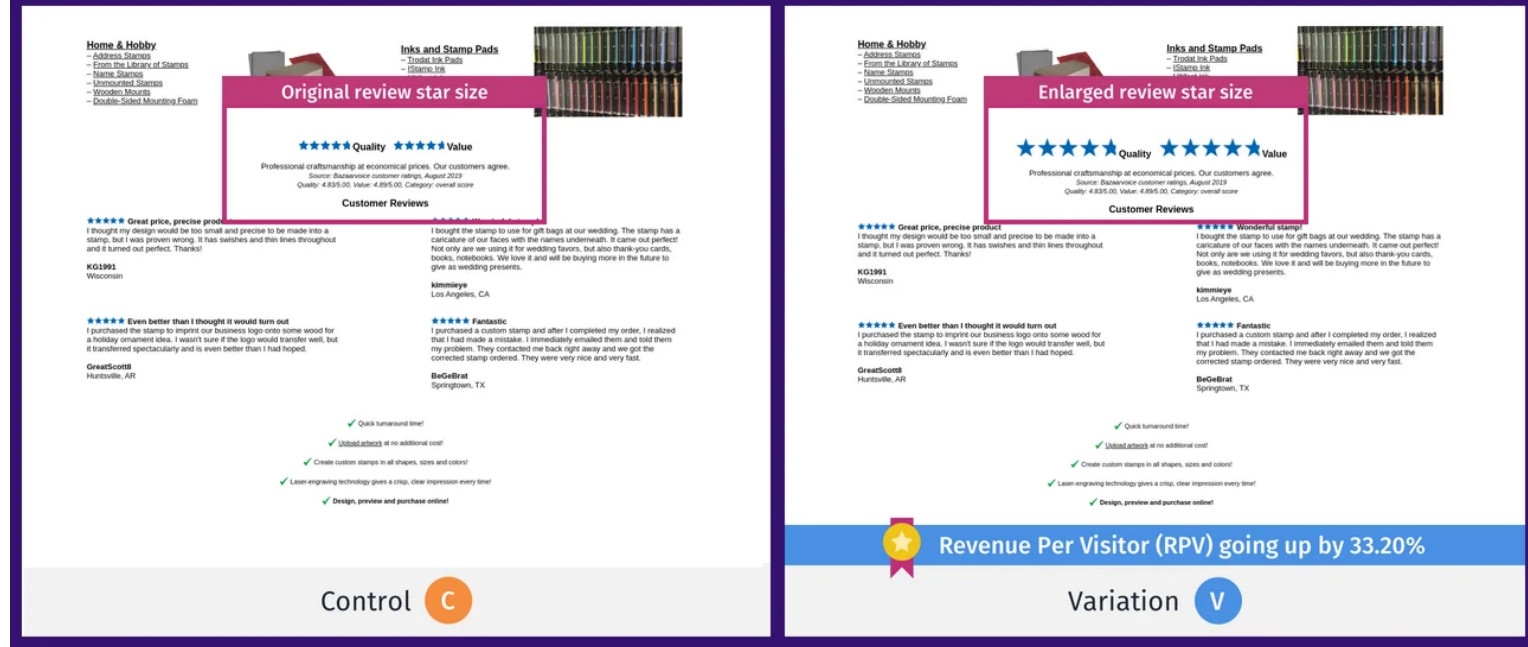 Home & Hobby
– Address Stamps
– From the Library of Stamps
– Name Stamps
– Unmounted Stamps
– Wooden Mounts
– Double-Sided Mounting Foam
Inks and Stamp Pads
– Trodat Ink Pads
– IStamp Ink
Original review star size
Quality Value
Professional craftsmanship at economical prices. Our customers agree.
Source: Bazaarvoice customer ratings, August 2019
Quality: 4.83/5.00, Value: 4.89/5.00, Category: overall score
Customer Reviews
Great price, precise
I thought my design would be too small and precise to be made into a
stamp, but I was proven wrong. It has swishes and thin lines throughout
and it turned out perfect. Thanks!
KG1991
Wisconsin
I bought the stamp to use for gift bags at our wedding. The stamp has a
caricature of our faces with the names underneath. It came out perfect!
Not only are we using it for wedding favors, but also thank-you cards,
books, notebooks. We love it and will be buying more in the future to
give as wedding presents.
kimmieye
Los Angeles, CA
Even better than I thought it would turn out
I purchased the stamp to imprint our business logo onto some wood for
a holiday ornament idea. I wasn't sure if the logo would transfer well, but
it transferred spectacularly and is even better than I had hoped.
GreatScott8
Huntsville, AR
Fantastic
I purchased a custom stamp and after I completed my order, I realized
that I had made a mistake. I immediately emailed them and told them
my problem. They contacted me back right away and we got the
corrected stamp ordered. They were very nice and very fast.
BeGeBrat
Springtown, TX
✓ Quick turnaround time!
✓ Upload artwork at no additional cost!
✓ Create custom stamps in all shapes, sizes and colors!
✓ Laser-engraving technology gives a crisp, clear impression every time!
✓ Design, preview and purchase online!
Control C
Home & Hobby
– Address Stamps
– From the Library of Stamps
– Name Stamps
– Unmounted Stamps
– Wooden Mounts
– Double-Sided Mounting Foam
Inks and Stamp Pads
– Trodat Ink Pads
– IStamp Ink
Enlarged review star size
Quality Value
Professional craftsmanship at economical prices. Our customers agree.
Source: Bazaarvoice customer ratings, August 2019
Quality: 4.83/5.00, Value: 4.89/5.00, Category: overall score
Customer Reviews
Great price, precise product
I thought my design would be too small and precise to be made into a
stamp, but I was proven wrong. It has swishes and thin lines throughout
and it turned out perfect. Thanks!
KG1991
Wisconsin
Wonderful stamp!
I bought the stamp to use for gift bags at our wedding. The stamp has a
caricature of our faces with the names underneath. It came out perfect!
Not only are we using it for wedding favors, but also thank-you cards,
books, notebooks. We love it and will be buying more in the future to
give as wedding presents.
kimmieye
Los Angeles, CA
Even better than I thought it would turn out
I purchased the stamp to imprint our business logo onto some wood for
a holiday ornament idea. I wasn't sure if the logo would transfer well, but
it transferred spectacularly and is even better than I had hoped.
GreatScott8
Huntsville, AR
Fantastic
I purchased a custom stamp and after I completed my order, I realized
that I had made a mistake. I immediately emailed them and told them
my problem. They contacted me back right away and we got the
corrected stamp ordered. They were very nice and very fast.
BeGeBrat
Springtown, TX
✓ Quick turnaround time!
✓ Upload artwork at no additional cost!
✓ Create custom stamps in all shapes, sizes and colors!
✓ Laser-engraving technology gives a crisp, clear impression every time!
✓ Design, preview and purchase online!
Revenue Per Visitor (RPV) going up by 33.20%
Variation V